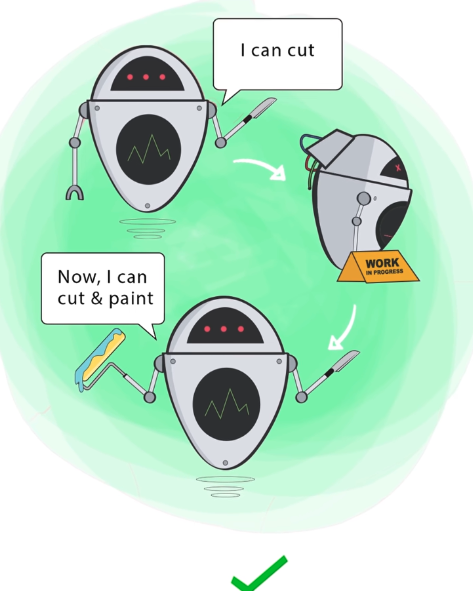 I can cut
WORK
IN PROGRESS
Now, I can
cut & paint